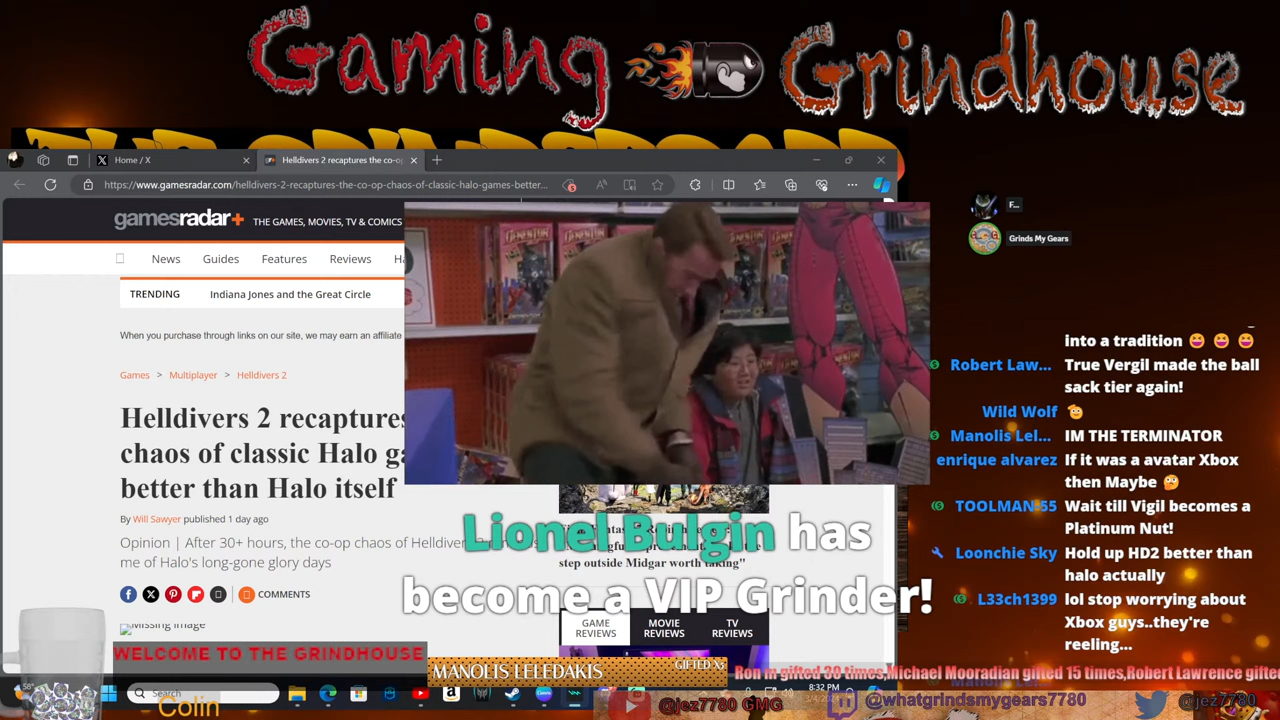 Gaming Grindhouse
Home / X
Helldivers 2 recaptures the co-op
https://www.gamesradar.com/helldivers-2-recaptures-the-co-op-chaos-of-classic-halo-games-better...
gamesradar+ THE GAMES, MOVIES, TV & COMICS
News Guides Features Reviews
TRENDING Indiana Jones and the Great Circle
When you purchase through links on our site, we may earn an affiliate
Games > Multiplayer > Helldivers 2
Helldivers 2 recaptures
chaos of classic Halo ga
better than Halo itself
By Will Sawyer published 1 day ago
Opinion | After 30+ hours, the co-op chaos of Helldivers
me of Halo's long-gone glory days
COMMENTS
Missing image
step outside Midgar worth taking"
GAME REVIEWS
MOVIE REVIEWS
TV REVIEWS
Lionel Bulgin has
become a VIP Grinder!
F...
Grinds My Gears
into a tradition 😆 😆 😆
Robert Law... True Vergil made the ball
sack tier again!
Wild Wolf
Manolis Lel... IM THE TERMINATOR
enrique alvarez If it was a avatar Xbox
then Maybe
TOOLMAN 55 Wait till Vigil becomes a
Platinum Nut!
Loonchie Sky Hold up HD2 better than
halo actually
L33ch1399 lol stop worrying about
Xbox guys..they're
reeling...
WELCOME TO THE GRINDHOUSE
MANOLIS LELEDAKIS GIFTED X5
Ron m gifted 30 times,Michael Mooradian gifted 15 times,Robert Lawrence gifted
58°
Search
8:32 PM
Colin
@jez7780 GMG
@whatgrindsmygears7780
@jez7780